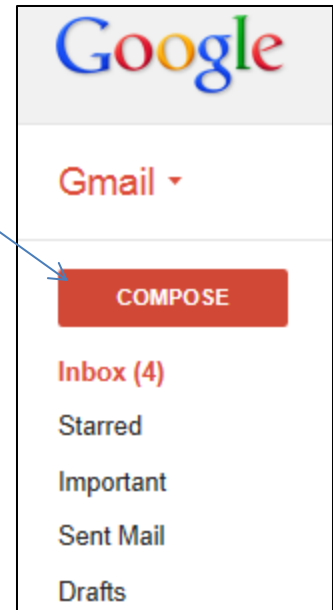 Google
Gmail
COMPOSE
Inbox (4)
Starred
Important
Sent Mail
Drafts